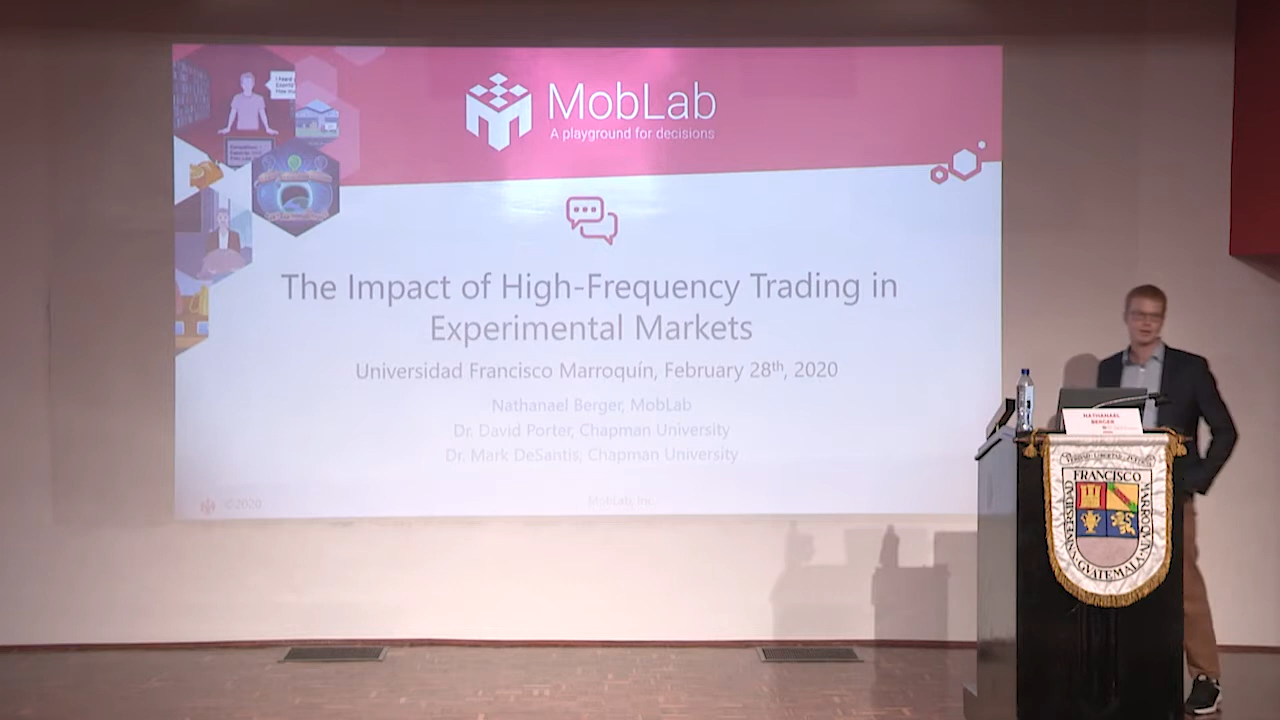 MobLab
A playground for decisions
The Impact of High-Frequency Trading in
Experimental Markets
Universidad Francisco Marroquín, February 28th, 2020
Nathanael Berger, MobLab
Dr. David Porter, Chapman University
Dr. Mark DeSantis, Chapman University
©2020
MobLab, Inc.
NATHANAEL
BERGER
UNIVERSIDAD FRANCISCO MARROQUIN
GUATEMALA